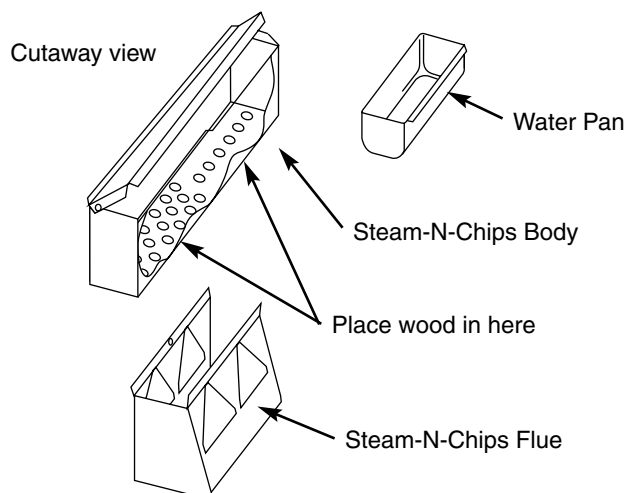 Cutaway view
Water Pan
Steam-N-Chips Body
Place wood in here
Steam-N-Chips Flue